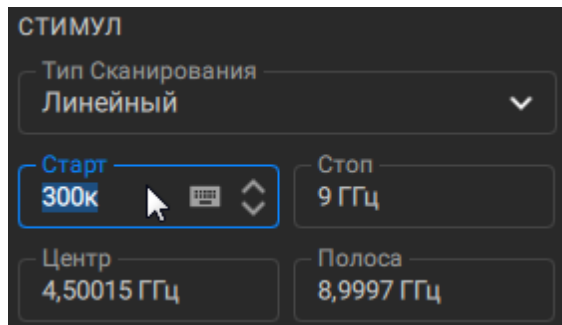 СТИМУЛ
Тип Сканирования
Линейный
Старт
300к
Стоп
9 ГГц
Центр
4,50015 ГГц
Полоса
8,9997 ГГц